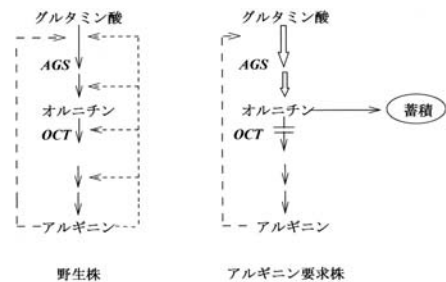 グルタミン酸
AGS
オルニチン
OCT
アルギニン
野生株
グルタミン酸
AGS
オルニチン
蓄積
OCT
アルギニン
アルギニン要求株